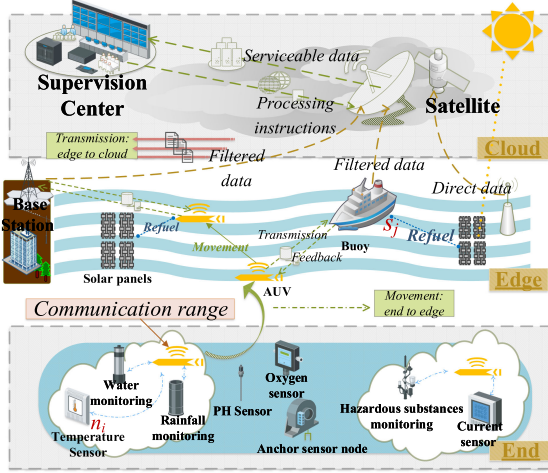 Supervision
Center
Serviceable data
Processing
instructions
Satellite
Cloud
Transmission:
edge to cloud
Filtered
data
Filtered data
Direct data
Base
Station
Refuel
Solar panels
Movement
Transmission
Feedback
Buoy
S_j
Refuel
AUV
Edge
Communication range
Movement:
end to edge
Water
monitoring
n_i
Temperature
Sensor
Rainfall
monitoring
PH Sensor
Oxygen
sensor
Anchor sensor node
Hazardous substances
monitoring
Current
sensor
End